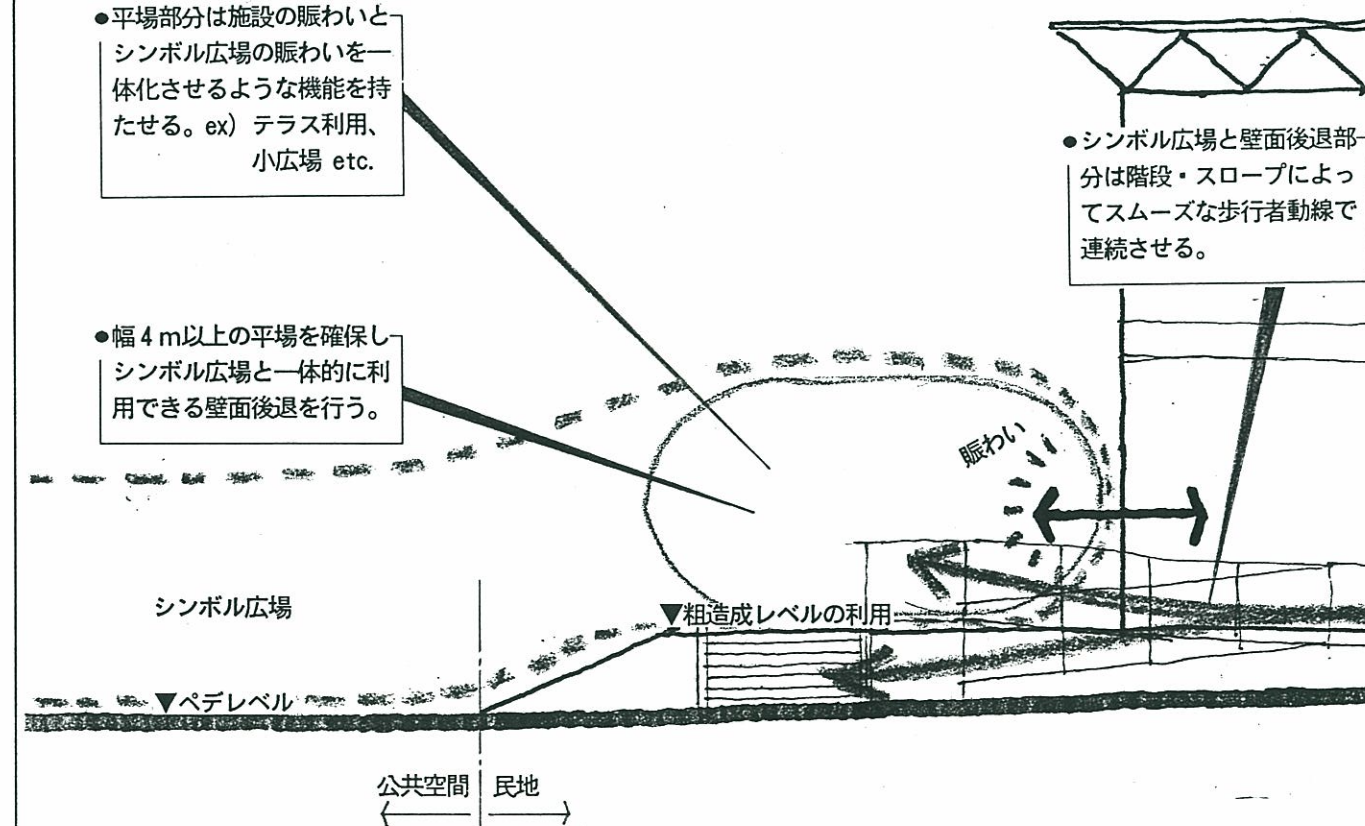 ●平場部分は施設の賑わいと
シンボル広場の賑わいを一
体化させるような機能を持
たせる。ex）テラス利用、
小広場 etc.
●シンボル広場と壁面後退部
分は階段・スロープによっ
てスムーズな歩行者動線で
連続させる。
●幅４ｍ以上の平場を確保し
シンボル広場と一体的に利
用できる壁面後退を行う。
賑わい
シンボル広場
▼粗造成レベルの利用
▼ペデレベル
公共空間
民地